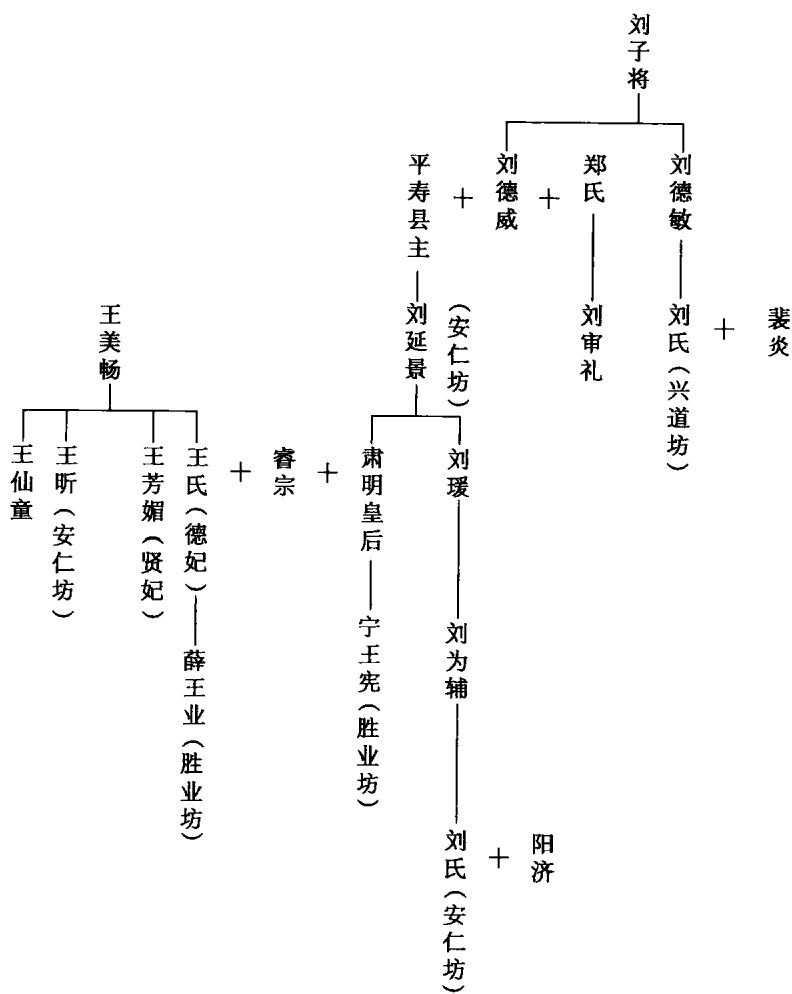 刘子将
平寿县主
+
刘德威
+
郑氏
刘德敏
王美畅
刘延景
(安仁坊)
刘审礼
刘氏(兴道坊)
+
裴炎
王仙童
王昕(安仁坊)
王芳媚(贤妃)
王氏(德妃)
+
睿宗
+
肃明皇后
刘瑗
薛王业(胜业坊)
宁王宪(胜业坊)
刘为辅
刘氏(安仁坊)
+
阳济